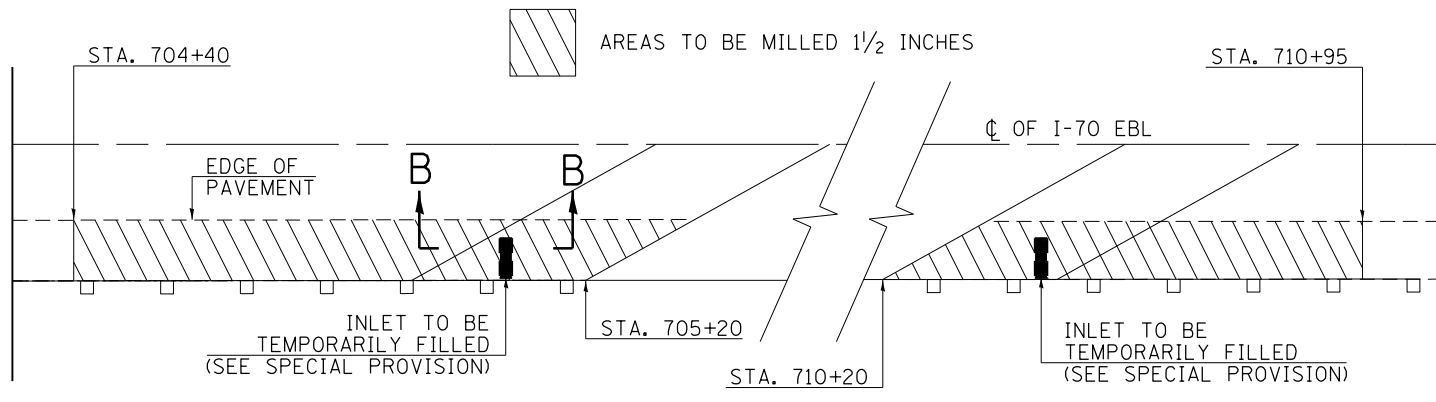 AREAS TO BE MILLED 1 1/2 INCHES
STA. 704+40
STA. 710+95
℄ OF I-70 EBL
EDGE OF
PAVEMENT
B
B
INLET TO BE
TEMPORARILY FILLED
(SEE SPECIAL PROVISION)
STA. 705+20
STA. 710+20
INLET TO BE
TEMPORARILY FILLED
(SEE SPECIAL PROVISION)